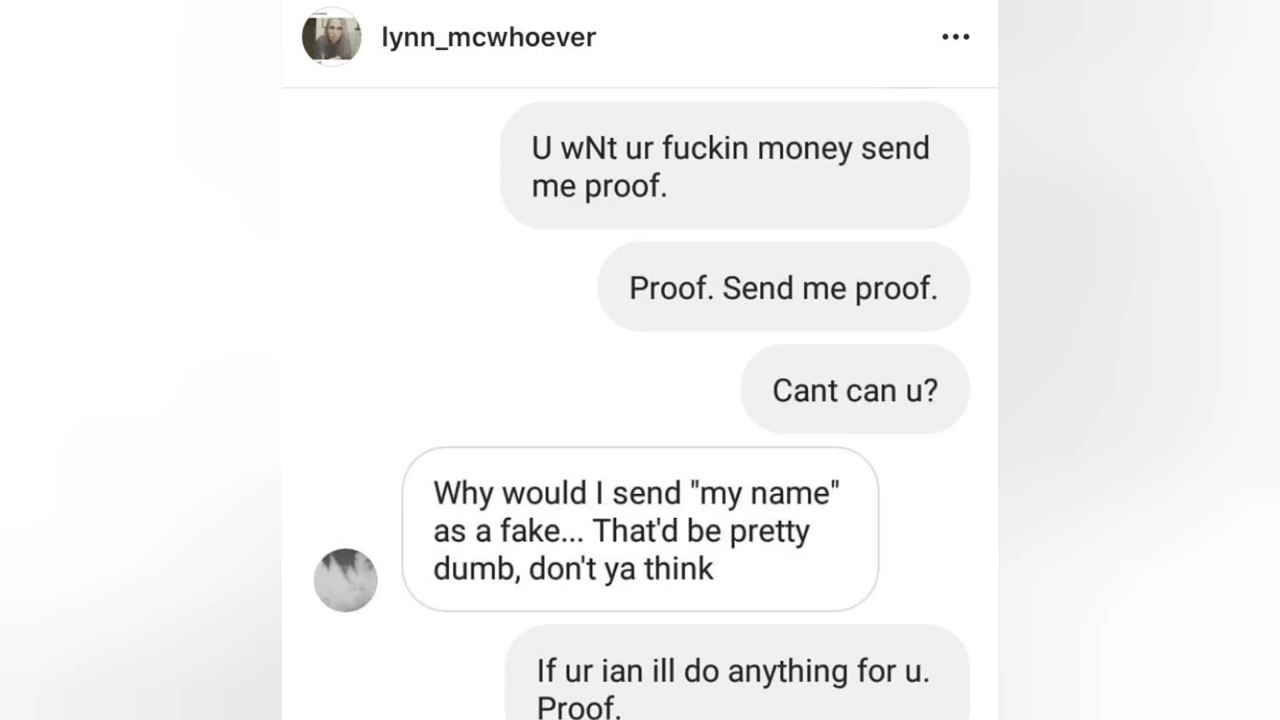 lynn_mcwhoever
U wNt ur fuckin money send
me proof.
Proof. Send me proof.
Cant can u?
Why would I send "my name"
as a fake... That'd be pretty
dumb, don't ya think
If ur ian ill do anything for u.
Proof.